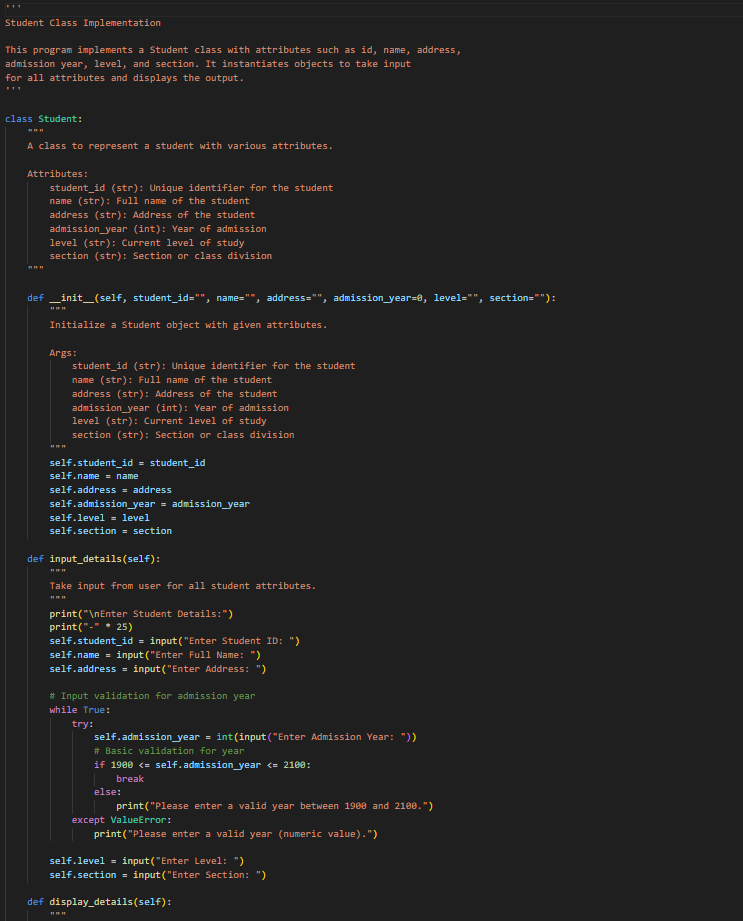 '''
Student Class Implementation

This program implements a Student class with attributes such as id, name, address,
admission year, level, and section. It instantiates objects to take input
for all attributes and displays the output.
'''

class Student:
    """
    A class to represent a student with various attributes.

    Attributes:
        student_id (str): Unique identifier for the student
        name (str): Full name of the student
        address (str): Address of the student
        admission_year (int): Year of admission
        level (str): Current level of study
        section (str): Section or class division
    """

    def __init__(self, student_id="", name="", address="", admission_year=0, level="", section=""):
        """
        Initialize a Student object with given attributes.

        Args:
            student_id (str): Unique identifier for the student
            name (str): Full name of the student
            address (str): Address of the student
            admission_year (int): Year of admission
            level (str): Current level of study
            section (str): Section or class division
        """
        self.student_id = student_id
        self.name = name
        self.address = address
        self.admission_year = admission_year
        self.level = level
        self.section = section

    def input_details(self):
        """
        Take input from user for all student attributes.
        """
        print("\nEnter Student Details:")
        print("-" * 25)
        self.student_id = input("Enter Student ID: ")
        self.name = input("Enter Full Name: ")
        self.address = input("Enter Address: ")

        # Input validation for admission year
        while True:
            try:
                self.admission_year = int(input("Enter Admission Year: "))
                # Basic validation for year
                if 1900 <= self.admission_year <= 2100:
                    break
                else:
                    print("Please enter a valid year between 1900 and 2100.")
            except ValueError:
                print("Please enter a valid year (numeric value).")

        self.level = input("Enter Level: ")
        self.section = input("Enter Section: ")

    def display_details(self):
        """